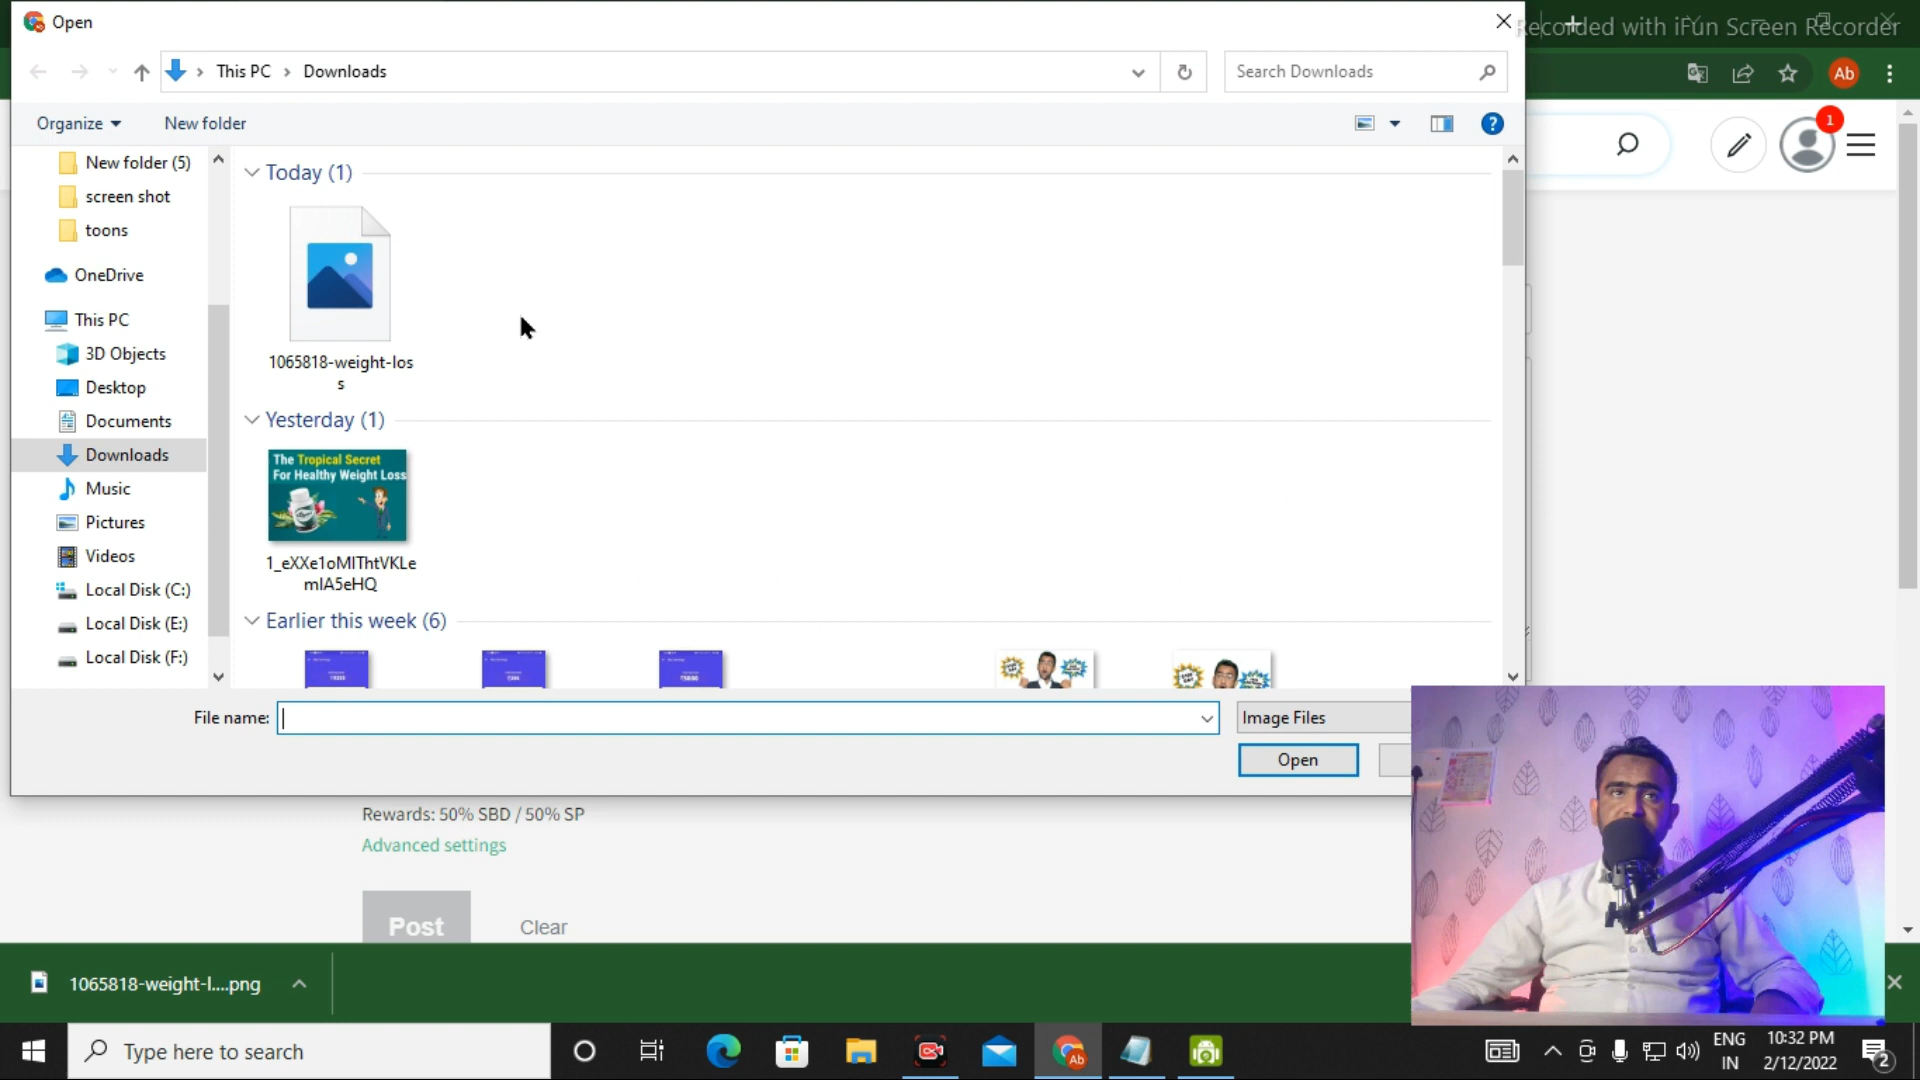 Open
Recorded with iFun Screen Recorder
This PC
Downloads
Search Downloads
Ab
Organize
New folder
1
New folder (5)
screen shot
toons
OneDrive
This PC
3D Objects
Desktop
Documents
Downloads
Music
Pictures
Videos
Local Disk (C:)
Local Disk (E:)
Local Disk (F:)
Today (1)
1065818-weight-los
s
Yesterday (1)
The Tropical Secret
For Healthy Weight Loss
1_eXXe1oMIThtVKLe
mIA5eHQ
Earlier this week (6)
File name:
Image Files
Open
Rewards: 50% SBD / 50% SP
Advanced settings
Post
Clear
1065818-weight-l....png
Type here to search
Ab
ENG
IN
10:32 PM
2/12/2022
2